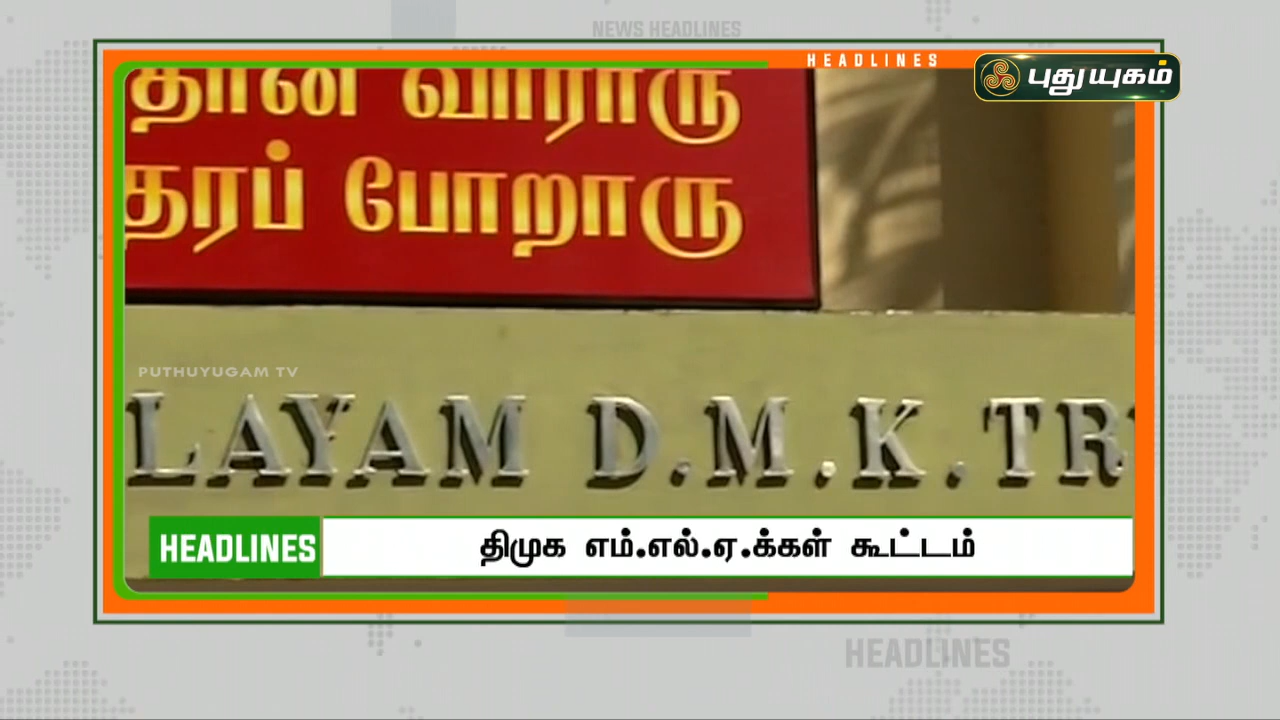 NEWS HEADLINES
HEADLINES
புதுயுகம்
தான் வாராரு
தரப் போறாரு
PUTHUYUGAM TV
LAYAM D.M.K.TR
HEADLINES
திமுக எம்.எல்.ஏ.க்கள் கூட்டம்
HEADLINES